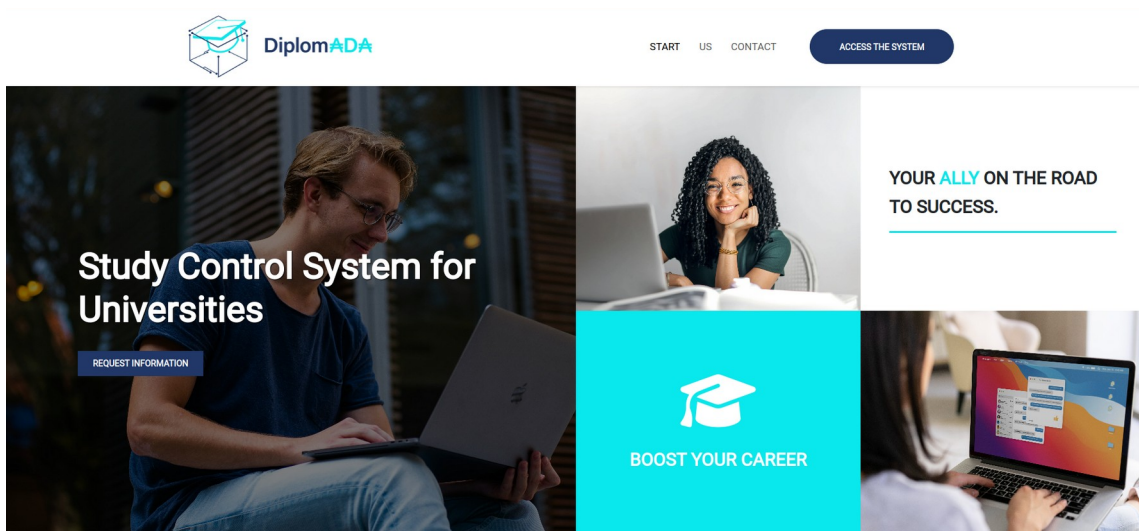 Diplom₳D₳
START
US
CONTACT
ACCESS THE SYSTEM
Study Control System for
Universities
REQUEST INFORMATION
YOUR ALLY ON THE ROAD
TO SUCCESS.
BOOST YOUR CAREER